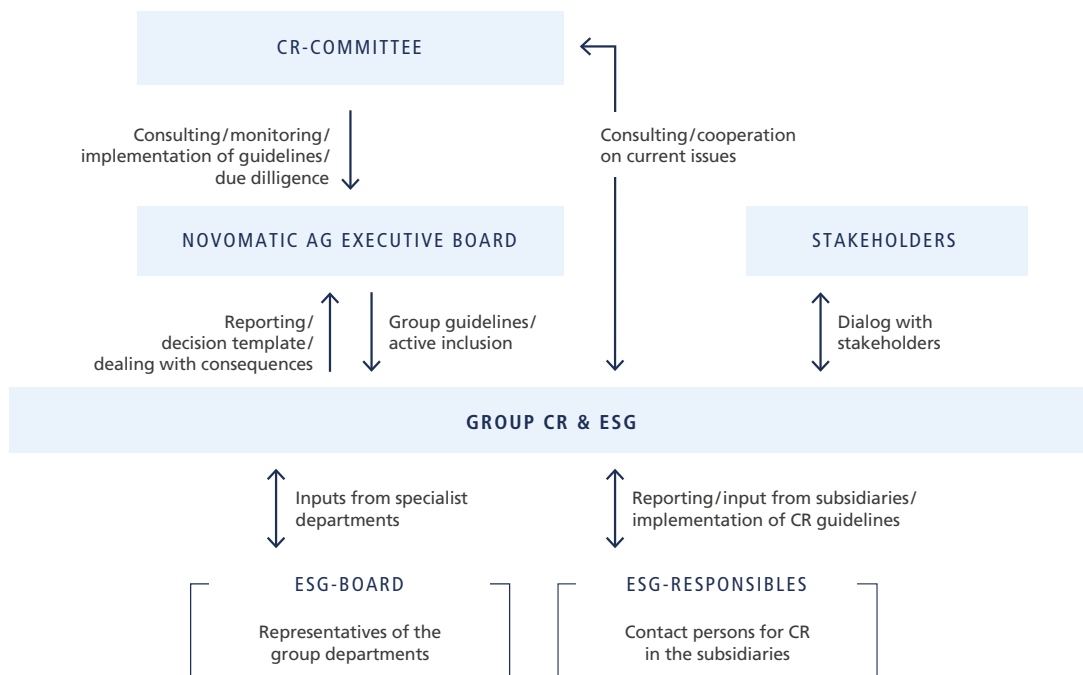 CR-COMMITTEE
Consulting/monitoring/
implementation of guidelines/
due dilligence
Consulting/cooperation
on current issues
NOVOMATIC AG EXECUTIVE BOARD
STAKEHOLDERS
Reporting/
decision template/
dealing with consequences
Group guidelines/
active inclusion
Dialog with
stakeholders
GROUP CR & ESG
Inputs from specialist
departments
Reporting/input from subsidiaries/
implementation of CR guidelines
ESG-BOARD
Representatives of the
group departments
ESG-RESPONSIBLES
Contact persons for CR
in the subsidiaries